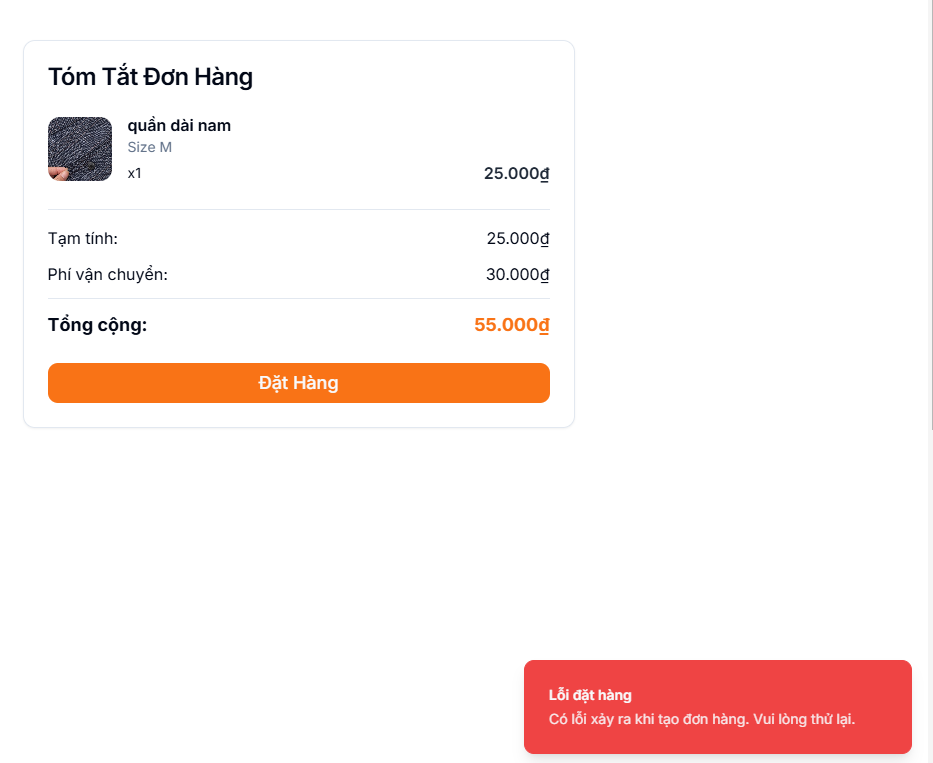 Tóm Tắt Đơn Hàng
quần dài nam
Size M
x1 25.000₫
Tạm tính: 25.000₫
Phí vận chuyển: 30.000₫
Tổng cộng: 55.000₫
Đặt Hàng
Lỗi đặt hàng
Có lỗi xảy ra khi tạo đơn hàng. Vui lòng thử lại.